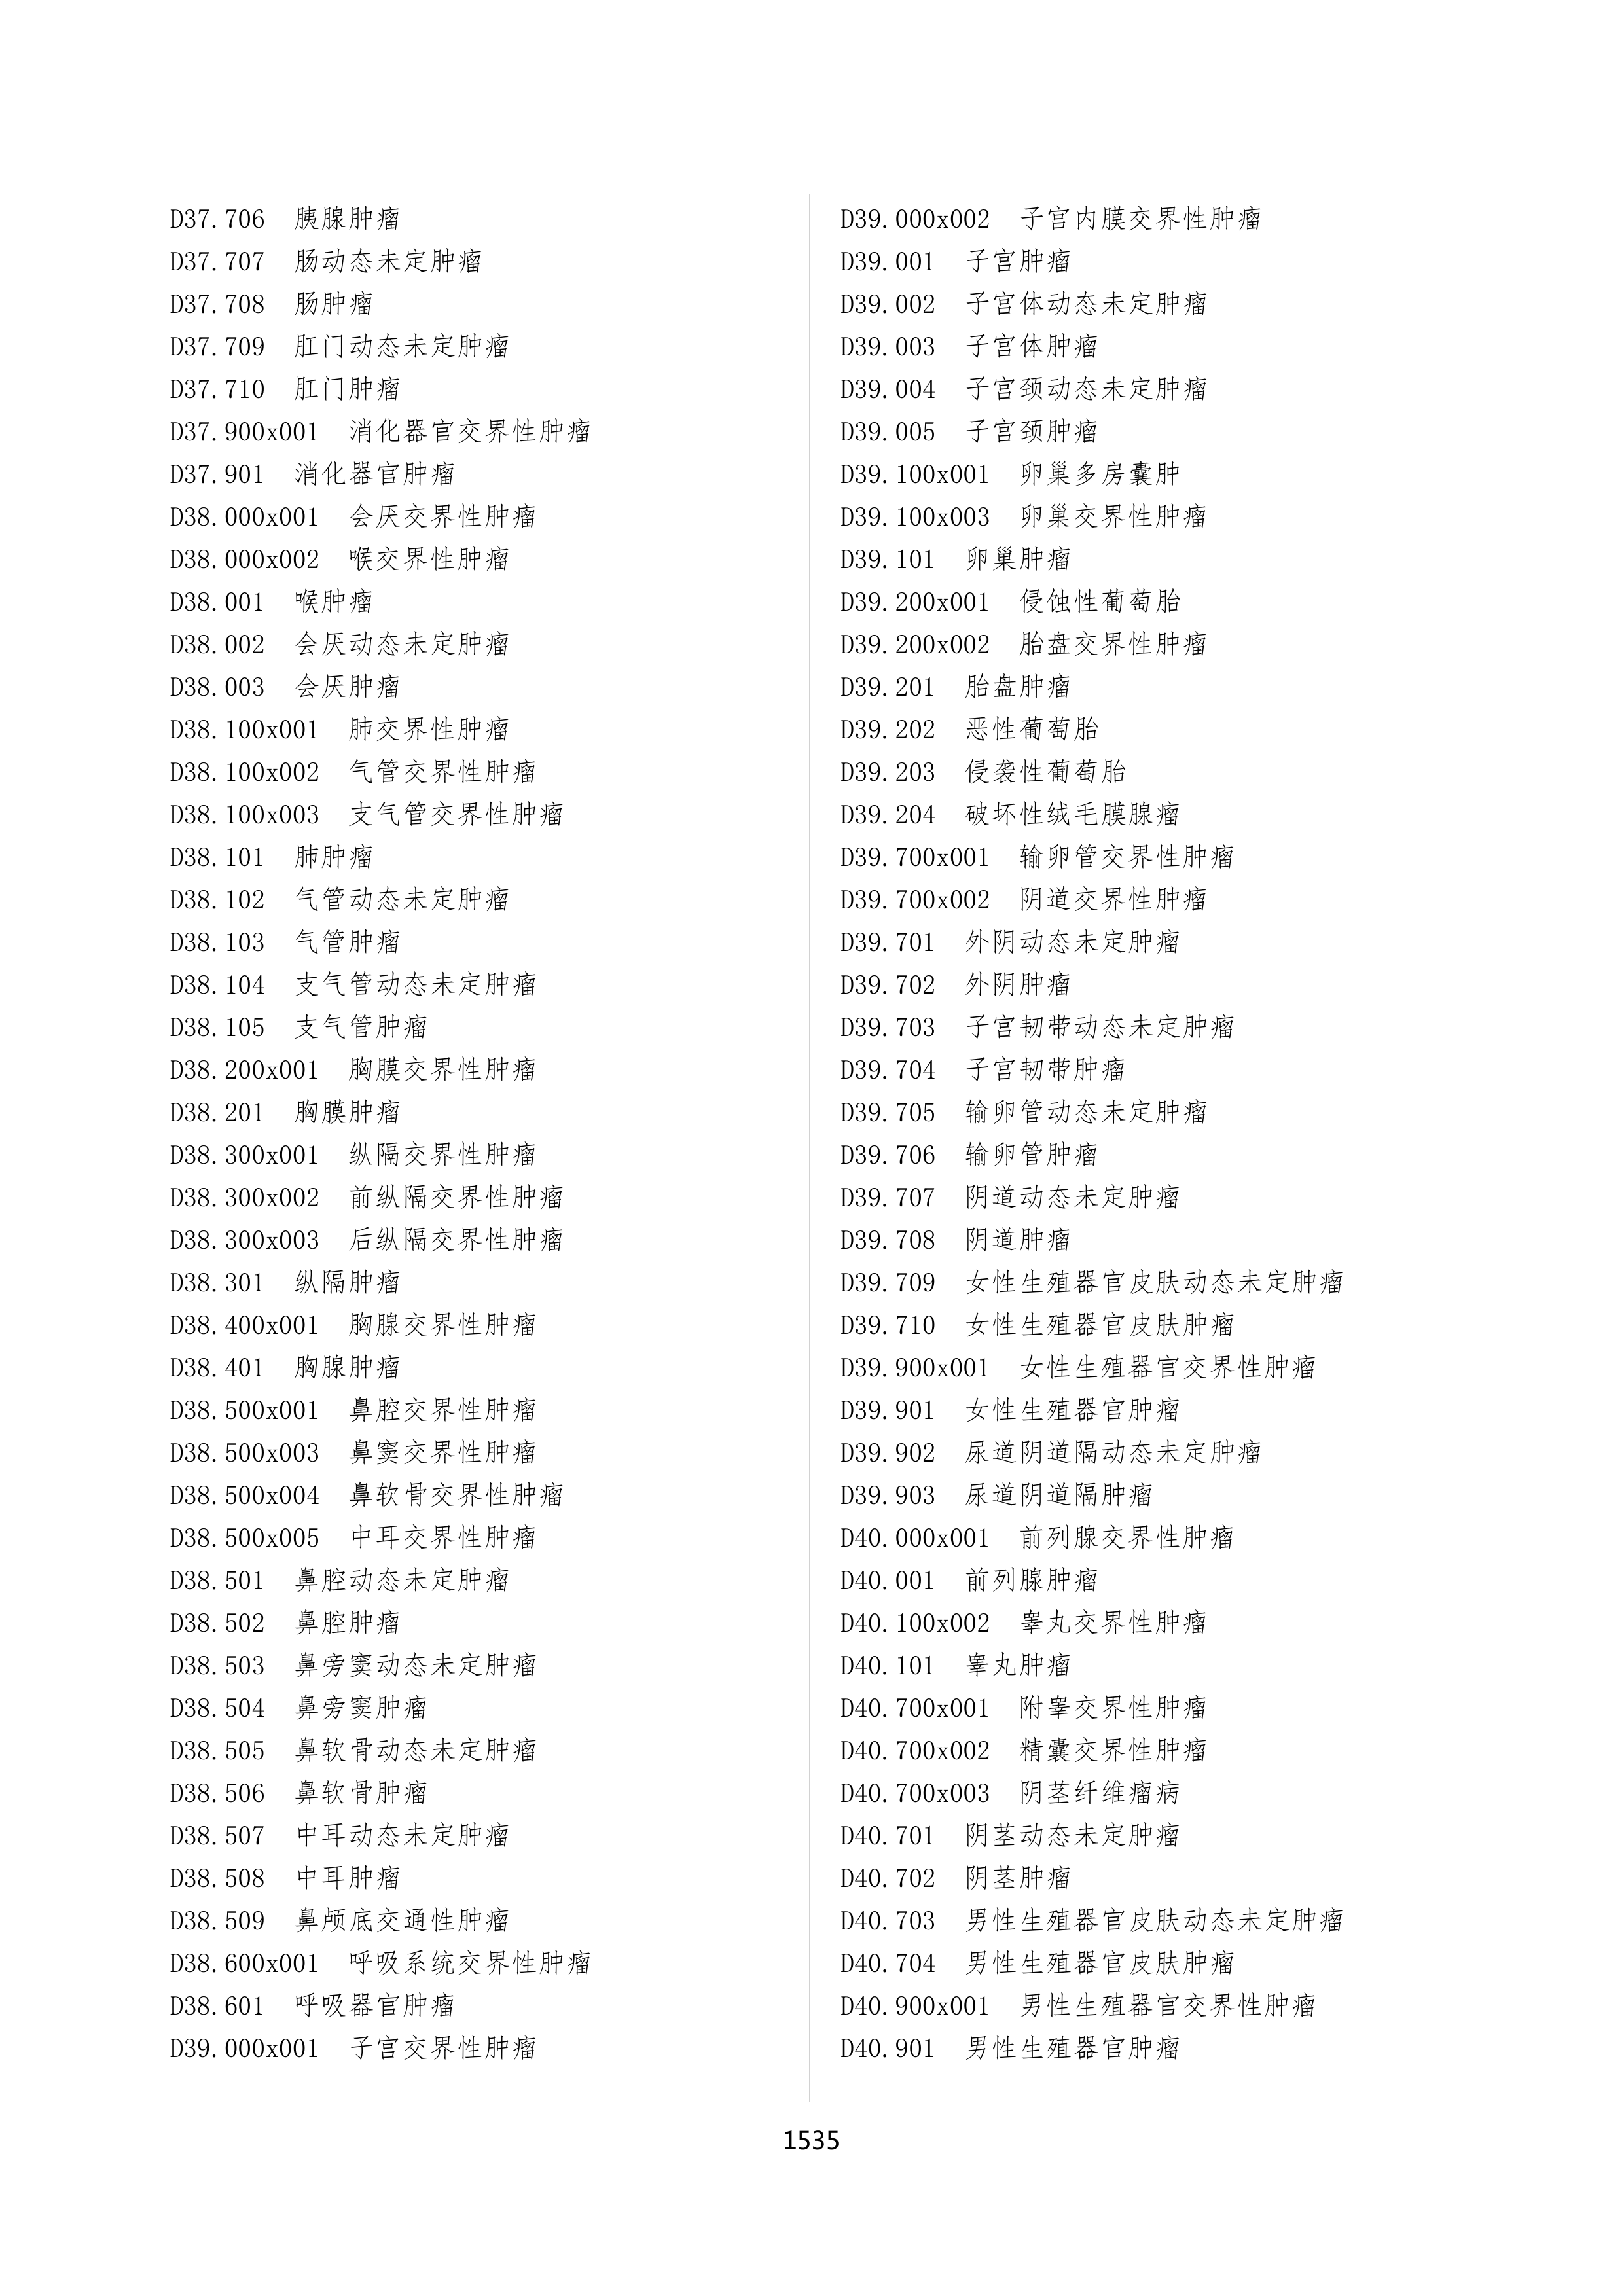 D37.706 胰腺肿瘤
D37.707 肠动态未定肿瘤
D37.708 肠肿瘤
D37.709 肛门动态未定肿瘤
D37.710 肛门肿瘤
D37.900x001 消化器官交界性肿瘤
D37.901 消化器官肿瘤
D38.000x001 会厌交界性肿瘤
D38.000x002 喉交界性肿瘤
D38.001 喉肿瘤
D38.002 会厌动态未定肿瘤
D38.003 会厌肿瘤
D38.100x001 肺交界性肿瘤
D38.100x002 气管交界性肿瘤
D38.100x003 支气管交界性肿瘤
D38.101 肺肿瘤
D38.102 气管动态未定肿瘤
D38.103 气管肿瘤
D38.104 支气管动态未定肿瘤
D38.105 支气管肿瘤
D38.200x001 胸膜交界性肿瘤
D38.201 胸膜肿瘤
D38.300x001 纵隔交界性肿瘤
D38.300x002 前纵隔交界性肿瘤
D38.300x003 后纵隔交界性肿瘤
D38.301 纵隔肿瘤
D38.400x001 胸腺交界性肿瘤
D38.401 胸腺肿瘤
D38.500x001 鼻腔交界性肿瘤
D38.500x003 鼻窦交界性肿瘤
D38.500x004 鼻软骨交界性肿瘤
D38.500x005 中耳交界性肿瘤
D38.501 鼻腔动态未定肿瘤
D38.502 鼻腔肿瘤
D38.503 鼻旁窦动态未定肿瘤
D38.504 鼻旁窦肿瘤
D38.505 鼻软骨动态未定肿瘤
D38.506 鼻软骨肿瘤
D38.507 中耳动态未定肿瘤
D38.508 中耳肿瘤
D38.509 鼻颅底交通性肿瘤
D38.600x001 呼吸系统交界性肿瘤
D38.601 呼吸器官肿瘤
D39.000x001 子宫交界性肿瘤
D39.000x002 子宫内膜交界性肿瘤
D39.001 子宫肿瘤
D39.002 子宫体动态未定肿瘤
D39.003 子宫体肿瘤
D39.004 子宫颈动态未定肿瘤
D39.005 子宫颈肿瘤
D39.100x001 卵巢多房囊肿
D39.100x003 卵巢交界性肿瘤
D39.101 卵巢肿瘤
D39.200x001 侵蚀性葡萄胎
D39.200x002 胎盘交界性肿瘤
D39.201 胎盘肿瘤
D39.202 恶性葡萄胎
D39.203 侵袭性葡萄胎
D39.204 破坏性绒毛膜腺瘤
D39.700x001 输卵管交界性肿瘤
D39.700x002 阴道交界性肿瘤
D39.701 外阴动态未定肿瘤
D39.702 外阴肿瘤
D39.703 子宫韧带动态未定肿瘤
D39.704 子宫韧带肿瘤
D39.705 输卵管动态未定肿瘤
D39.706 输卵管肿瘤
D39.707 阴道动态未定肿瘤
D39.708 阴道肿瘤
D39.709 女性生殖器官皮肤动态未定肿瘤
D39.710 女性生殖器官皮肤肿瘤
D39.900x001 女性生殖器官交界性肿瘤
D39.901 女性生殖器官肿瘤
D39.902 尿道阴道隔动态未定肿瘤
D39.903 尿道阴道隔肿瘤
D40.000x001 前列腺交界性肿瘤
D40.001 前列腺肿瘤
D40.100x002 睾丸交界性肿瘤
D40.101 睾丸肿瘤
D40.700x001 附睾交界性肿瘤
D40.700x002 精囊交界性肿瘤
D40.700x003 阴茎纤维瘤病
D40.701 阴茎动态未定肿瘤
D40.702 阴茎肿瘤
D40.703 男性生殖器官皮肤动态未定肿瘤
D40.704 男性生殖器官皮肤肿瘤
D40.900x001 男性生殖器官交界性肿瘤
D40.901 男性生殖器官肿瘤
1535